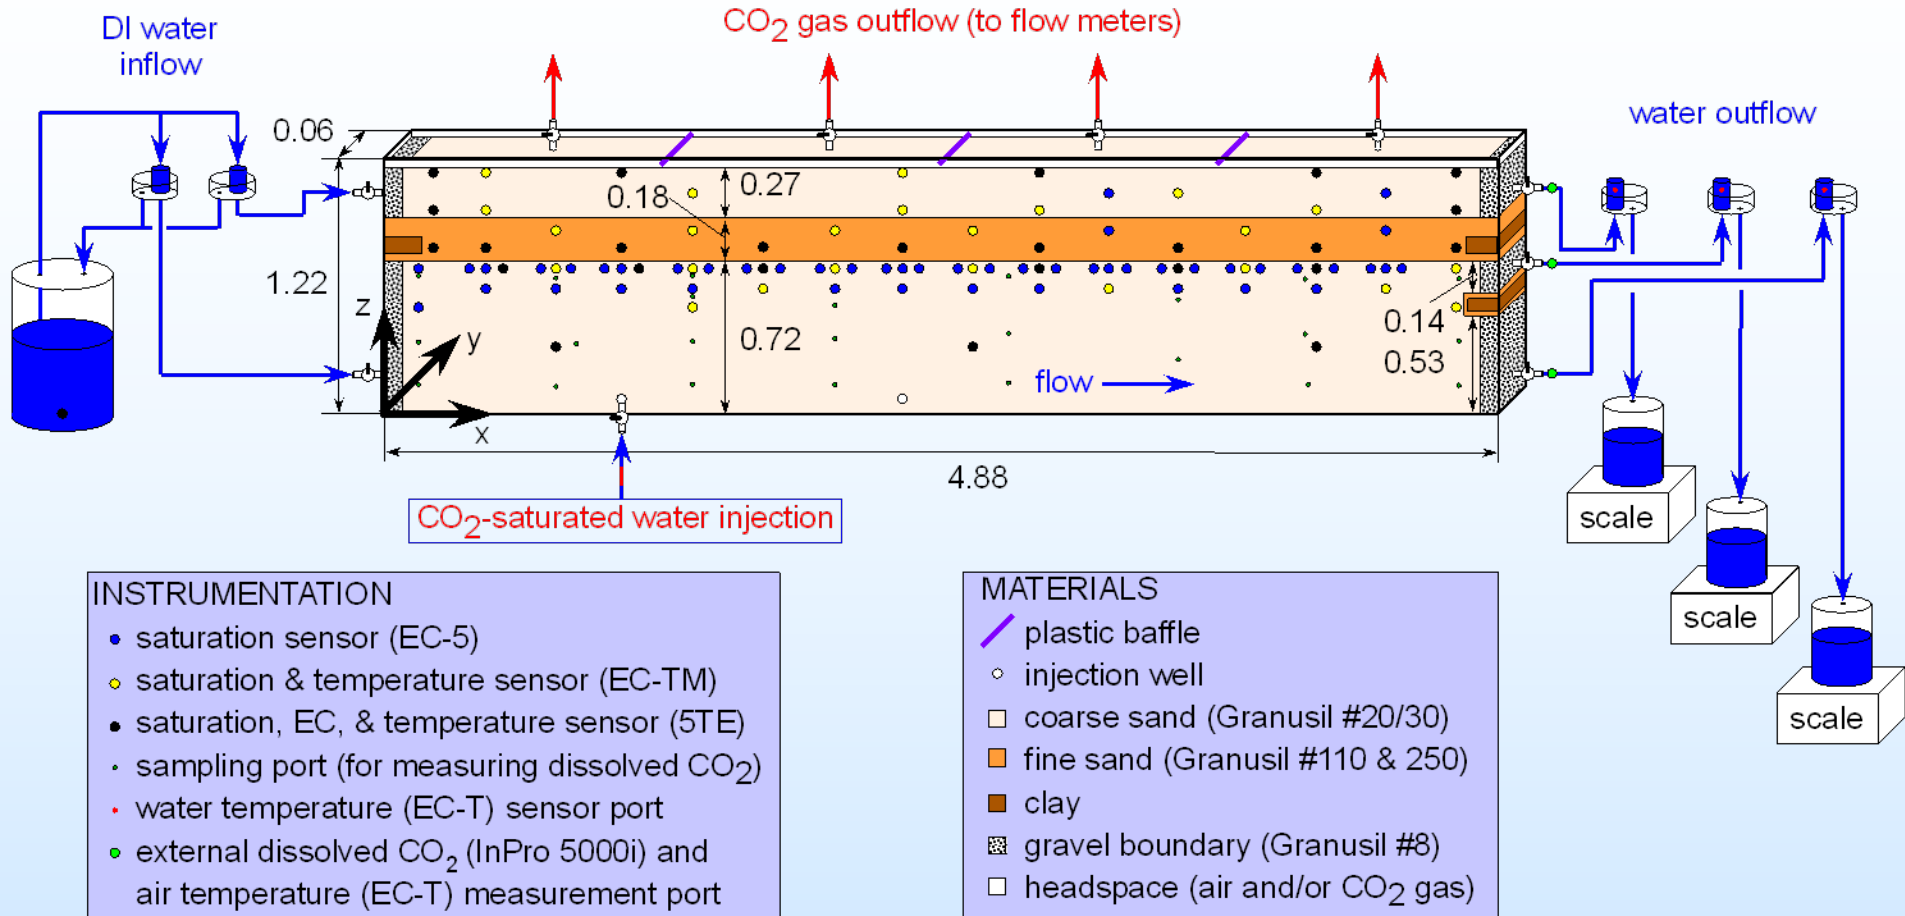 DI water
inflow
CO2 gas outflow (to flow meters)
water outflow
0.06
0.27
0.18
1.22
z
y
x
0.72
0.14
0.53
flow
4.88
CO2-saturated water injection
scale
scale
scale
INSTRUMENTATION
saturation sensor (EC-5)
saturation & temperature sensor (EC-TM)
saturation, EC, & temperature sensor (5TE)
sampling port (for measuring dissolved CO2)
water temperature (EC-T) sensor port
external dissolved CO2 (InPro 5000i) and
air temperature (EC-T) measurement port
MATERIALS
plastic baffle
injection well
coarse sand (Granusil #20/30)
fine sand (Granusil #110 & 250)
clay
gravel boundary (Granusil #8)
headspace (air and/or CO2 gas)